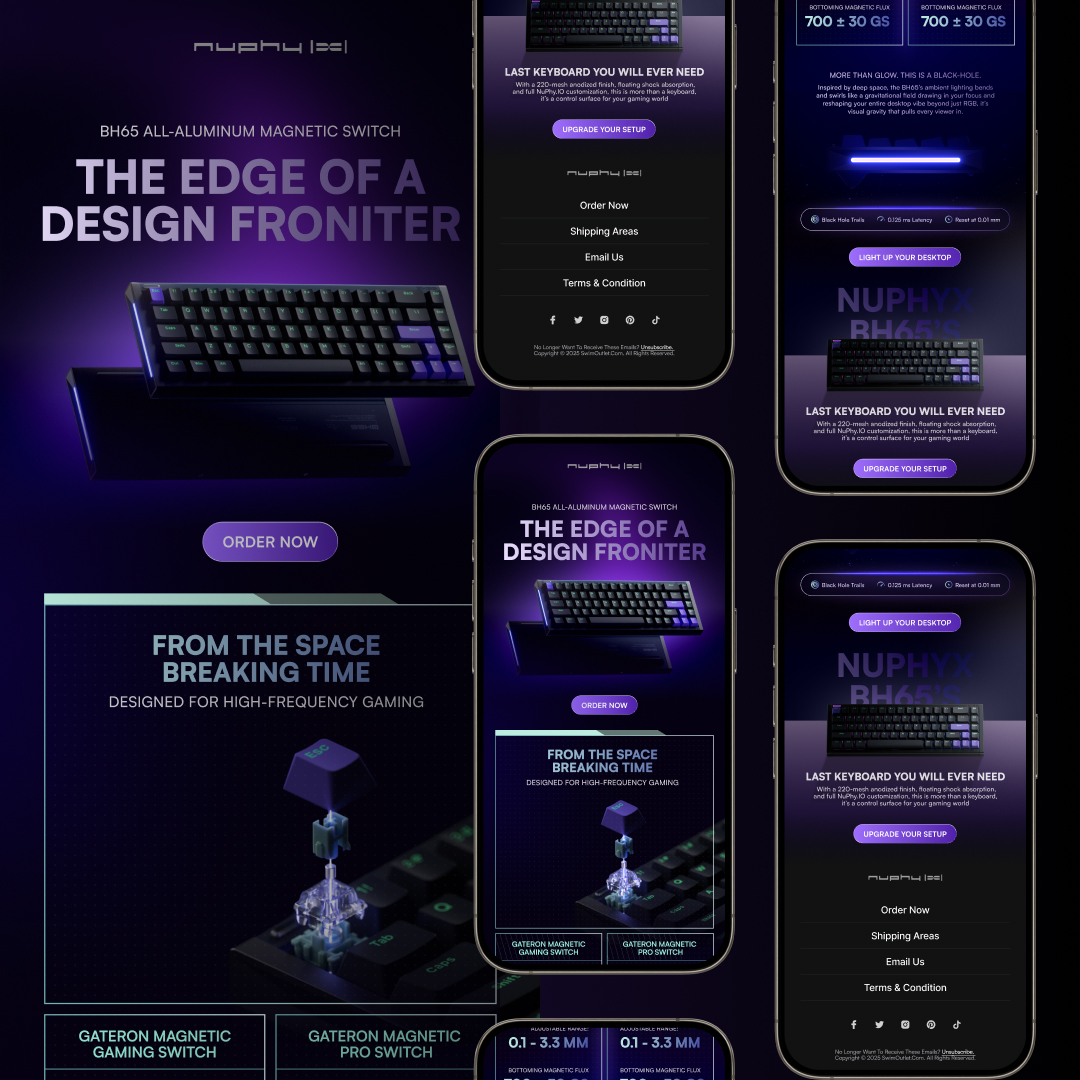 nuphy |x|
BH65 ALL-ALUMINUM MAGNETIC SWITCH
THE EDGE OF A
DESIGN FRONITER
ORDER NOW
FROM THE SPACE
BREAKING TIME
DESIGNED FOR HIGH-FREQUENCY GAMING
Esc
Tab
Caps
Shift
GATERON MAGNETIC
GAMING SWITCH
GATERON MAGNETIC
PRO SWITCH
LAST KEYBOARD YOU WILL EVER NEED
With a 220-mesh anodized finish, floating shock absorption,
and full NuPhy.IO customization, this is more than a keyboard,
it's a control surface for your gaming world
UPGRADE YOUR SETUP
nuphy |x|
Order Now
Shipping Areas
Email Us
Terms & Condition
No Longer Want To Receive These Emails? Unsubscribe.
Copyright © 2025 SwimOutlet.Com. All Rights Reserved.
nuphy |x|
BH65 ALL-ALUMINUM MAGNETIC SWITCH
THE EDGE OF A
DESIGN FRONITER
ORDER NOW
FROM THE SPACE
BREAKING TIME
DESIGNED FOR HIGH-FREQUENCY GAMING
Esc
Tab
Caps
GATERON MAGNETIC
GAMING SWITCH
GATERON MAGNETIC
PRO SWITCH
ADJUSTABLE RANGE:
0.1 - 3.3 MM
BOTTOMING MAGNETIC FLUX
ADJUSTABLE RANGE:
0.1 - 3.3 MM
BOTTOMING MAGNETIC FLUX
BOTTOMING MAGNETIC FLUX
700 ± 30 GS
BOTTOMING MAGNETIC FLUX
700 ± 30 GS
MORE THAN GLOW, THIS IS A BLACK-HOLE.
Inspired by deep space, the BH65's ambient lighting bends
and swirls like a gravitational field drawing in your focus and
reshaping your entire desktop vibe beyond just RGB, it's
visual gravity that pulls every viewer in.
Black Hole Trails
0.125 ms Latency
Reset at 0.01 mm
LIGHT UP YOUR DESKTOP
NUPHYX
BH65'S
LAST KEYBOARD YOU WILL EVER NEED
With a 220-mesh anodized finish, floating shock absorption,
and full NuPhy.IO customization, this is more than a keyboard,
it's a control surface for your gaming world
UPGRADE YOUR SETUP
Black Hole Trails
0.125 ms Latency
Reset at 0.01 mm
LIGHT UP YOUR DESKTOP
NUPHYX
BH65'S
LAST KEYBOARD YOU WILL EVER NEED
With a 220-mesh anodized finish, floating shock absorption,
and full NuPhy.IO customization, this is more than a keyboard,
it's a control surface for your gaming world
UPGRADE YOUR SETUP
nuphy |x|
Order Now
Shipping Areas
Email Us
Terms & Condition
No Longer Want To Receive These Emails? Unsubscribe.
Copyright © 2025 SwimOutlet.Com. All Rights Reserved.